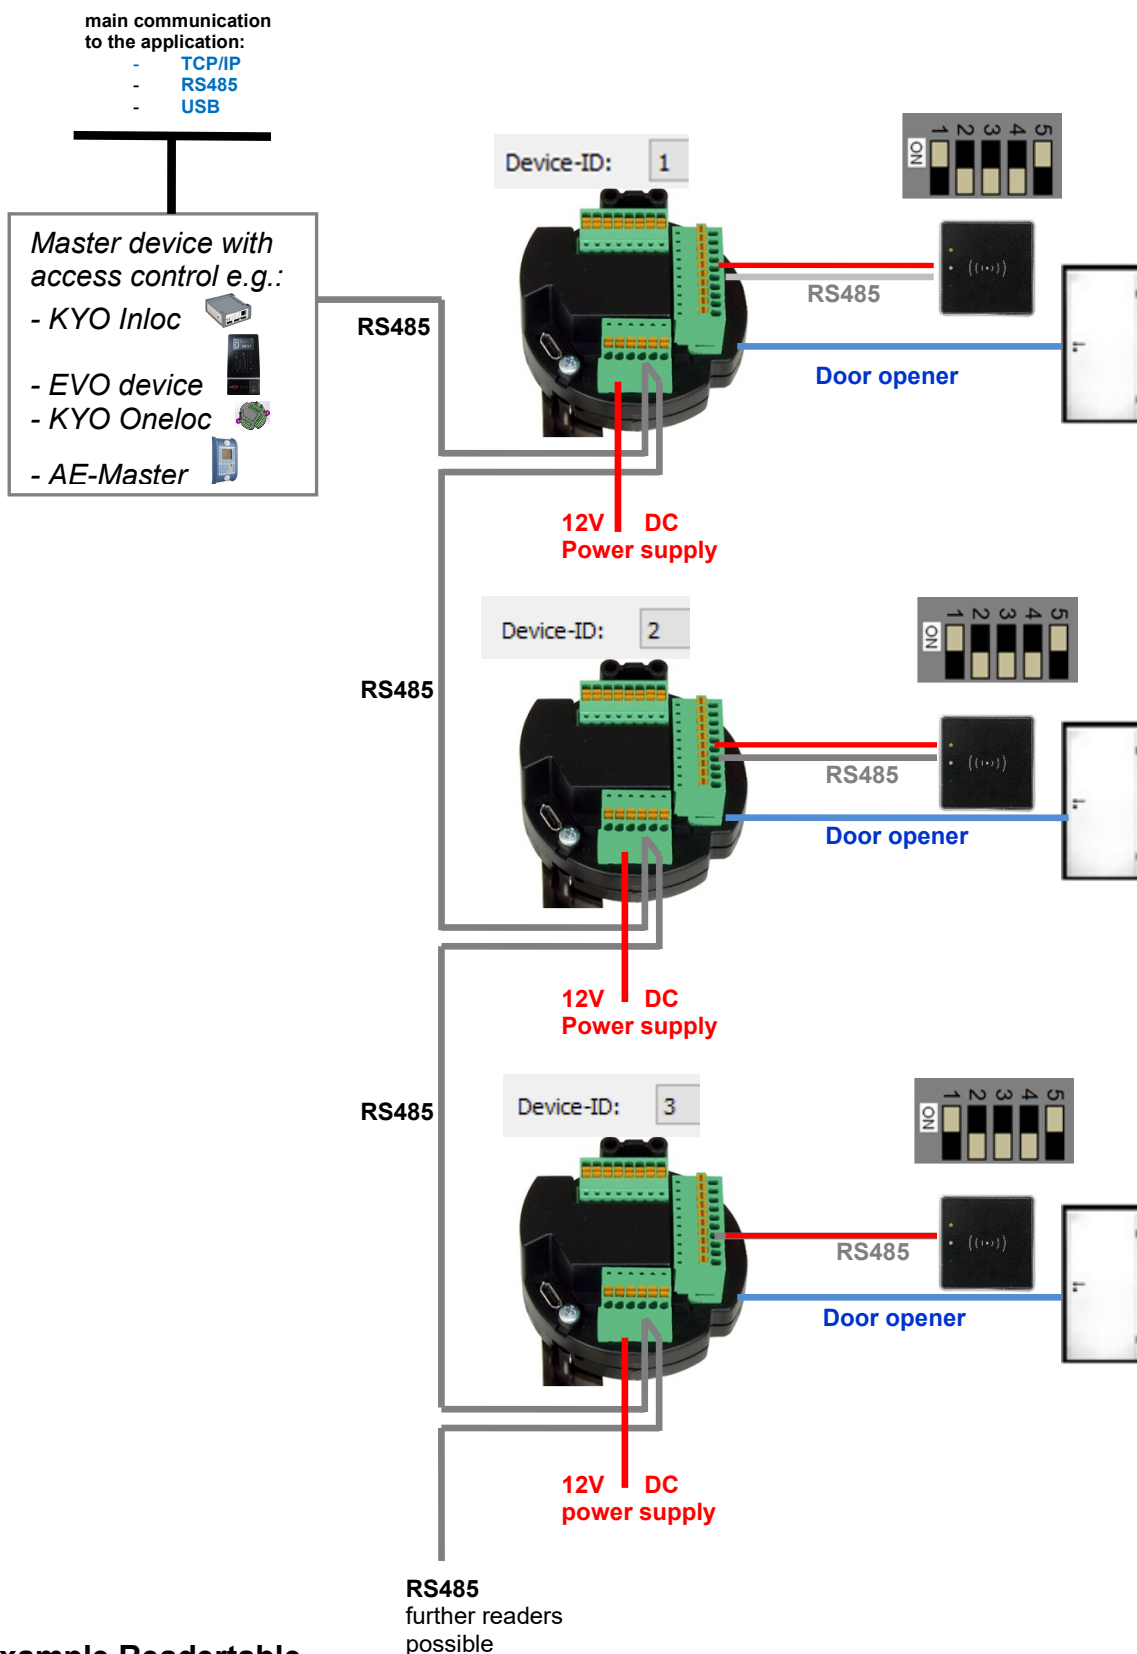 main communication
to the application:
- TCP/IP
- RS485
- USB
Master device with
access control e.g.:
- KYO Inloc
- EVO device
- KYO Oneloc
- AE-Master
RS485
Device-ID: 1
ON
1 2 3 4 5
RS485
Door opener
12V DC
Power supply
RS485
Device-ID: 2
ON
1 2 3 4 5
RS485
Door opener
12V DC
Power supply
RS485
Device-ID: 3
ON
1 2 3 4 5
RS485
Door opener
12V DC
power supply
RS485
further readers
possible
Readertable